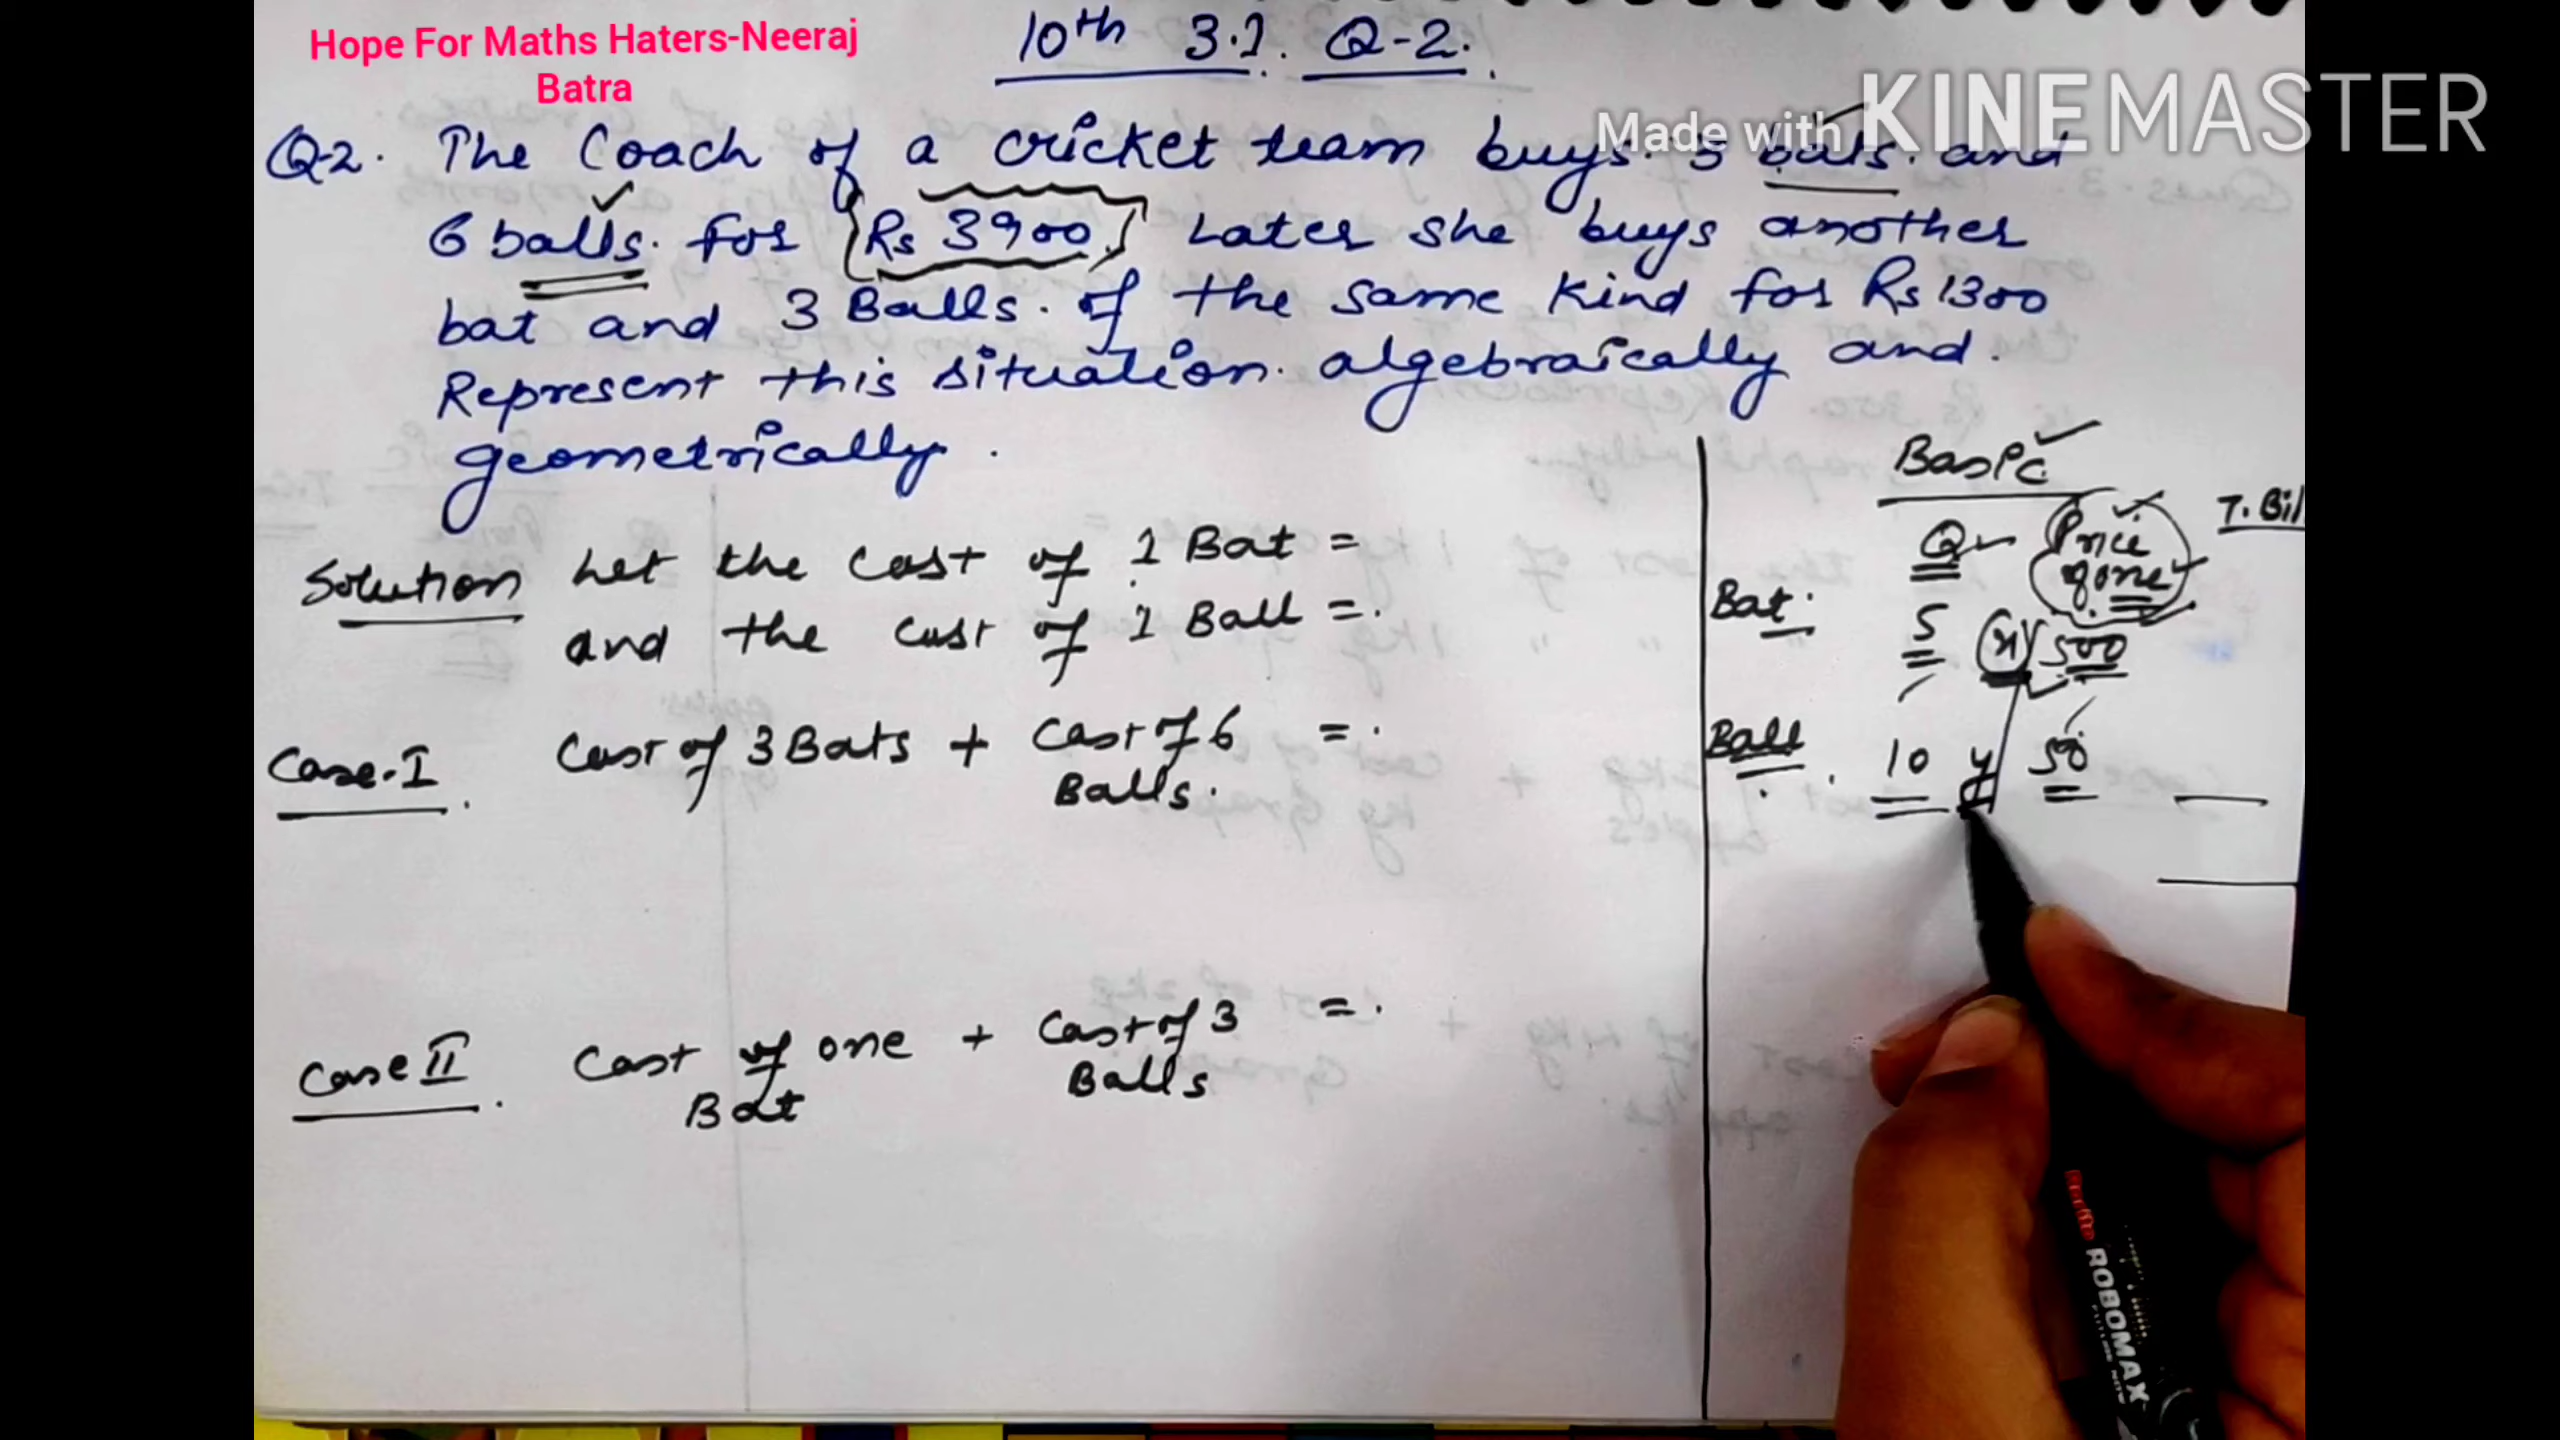 Hope For Maths Haters-Neeraj
Batra
10th 3.1. Q-2.
Made with KINEMASTER
Q-2. The Coach of a cricket team buys 3 bats and
6 balls for Rs 3900. Later she buys another
bat and 3 Balls of the same kind for Rs 1300
Represent this situation algebraically and
geometrically.
Solution Let the cost of 1 Bat =
and the cost of 1 Ball =.
Case-I Cost of 3 Bats + Cost of 6 =.
Balls.
Case II Cost of one + Cost of 3 =.
Bat Balls
Basic
Q Price T. Bill
of one
Bat 5 x 500
Ball 10 y 50
ROBOMAX